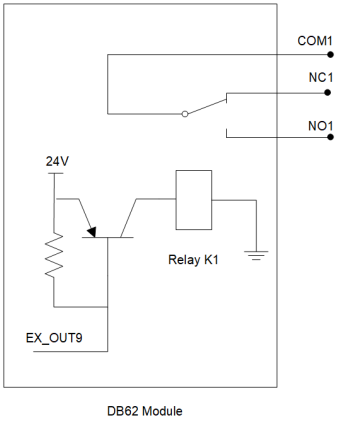 COM1
NC1
NO1
24V
Relay K1
EX_OUT9
DB62 Module